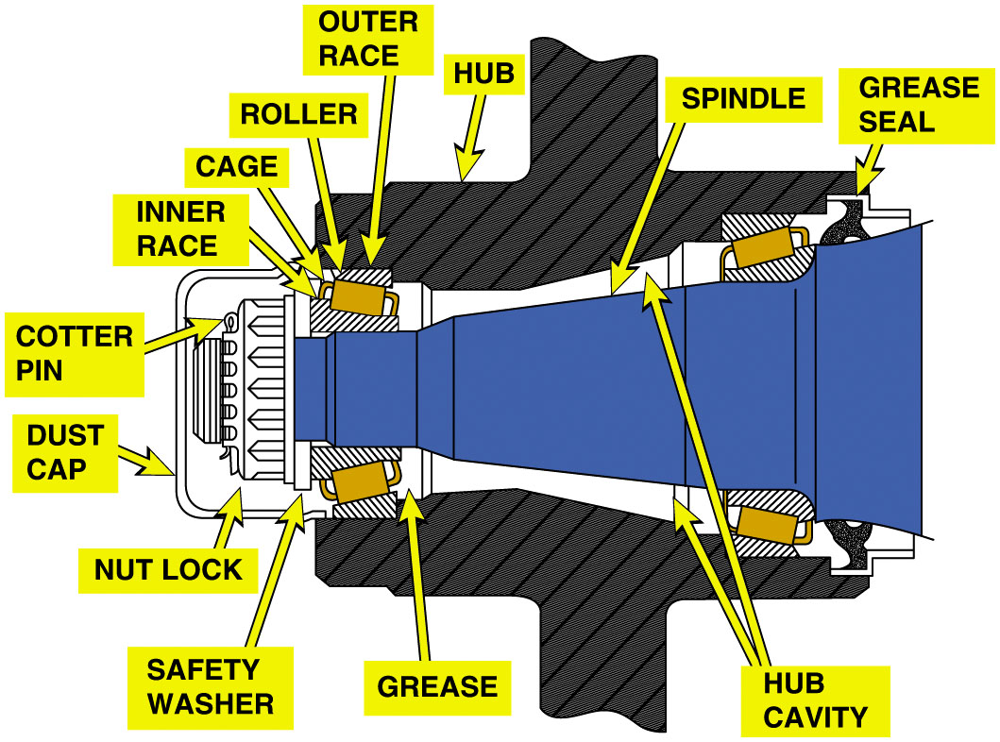 OUTER
RACE
HUB
SPINDLE
GREASE
SEAL
ROLLER
CAGE
INNER
RACE
COTTER
PIN
DUST
CAP
NUT LOCK
SAFETY
WASHER
GREASE
HUB
CAVITY